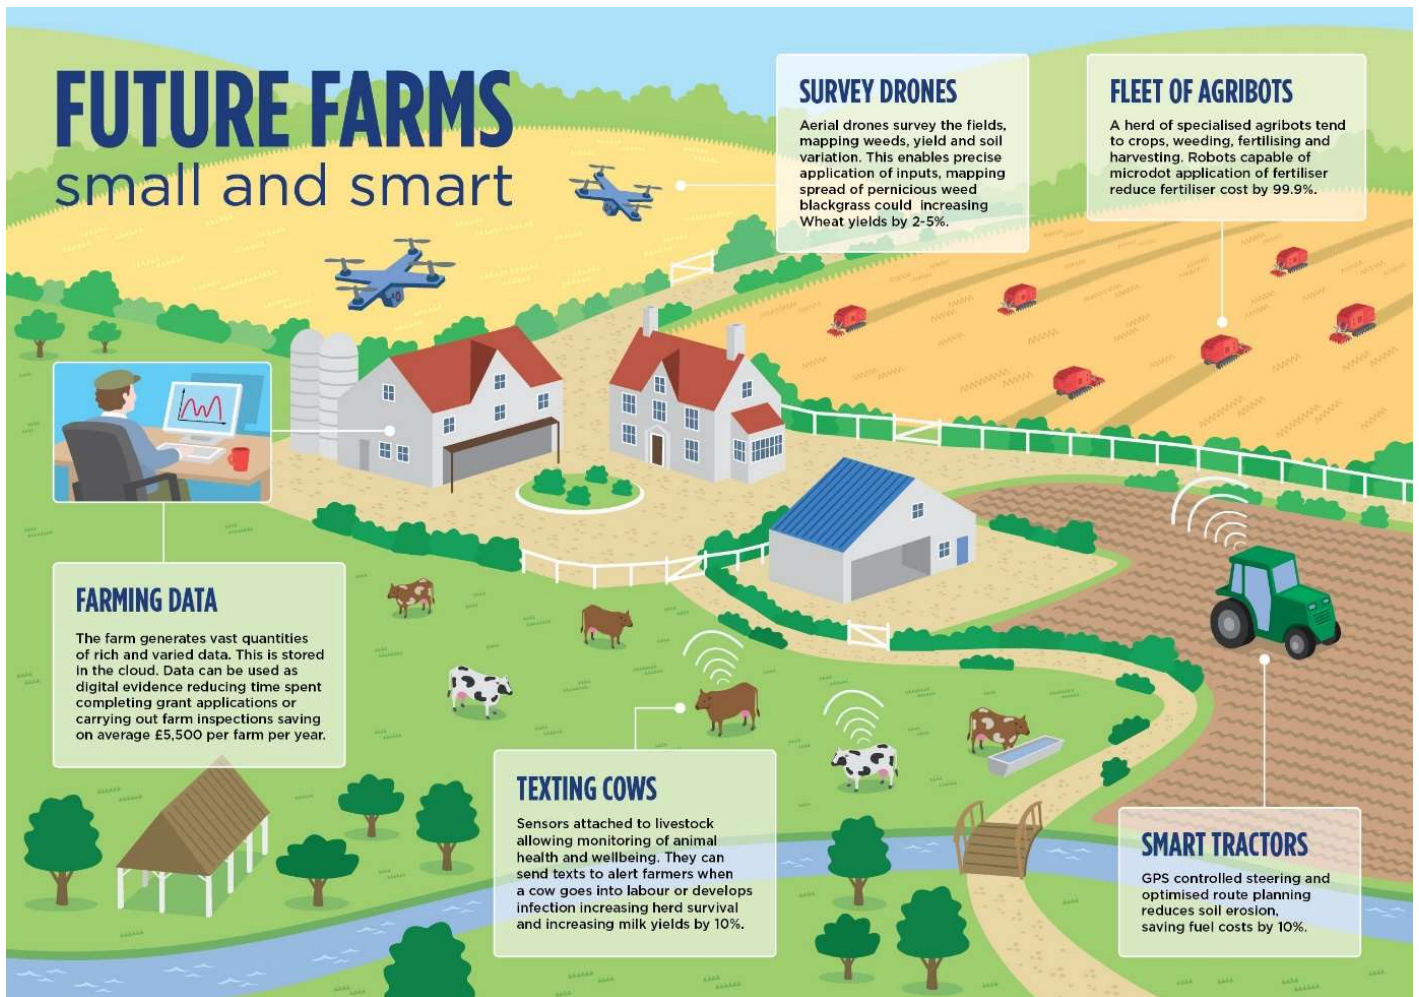 FUTURE FARMS
small and smart
SURVEY DRONES
Aerial drones survey the fields,
mapping weeds, yield and soil
variation. This enables precise
application of inputs, mapping
spread of pernicious weed
blackgrass could increasing
Wheat yields by 2-5%.
FLEET OF AGRIBOTS
A herd of specialised agribots tend
to crops, weeding, fertilising and
harvesting. Robots capable of
microdot application of fertiliser
reduce fertiliser cost by 99.9%.
FARMING DATA
The farm generates vast quantities
of rich and varied data. This is stored
in the cloud. Data can be used as
digital evidence reducing time spent
completing grant applications or
carrying out farm inspections saving
on average £5,500 per farm per year.
TEXTING COWS
Sensors attached to livestock
allowing monitoring of animal
health and wellbeing. They can
send texts to alert farmers when
a cow goes into labour or develops
infection increasing herd survival
and increasing milk yields by 10%.
SMART TRACTORS
GPS controlled steering and
optimised route planning
reduces soil erosion,
saving fuel costs by 10%.